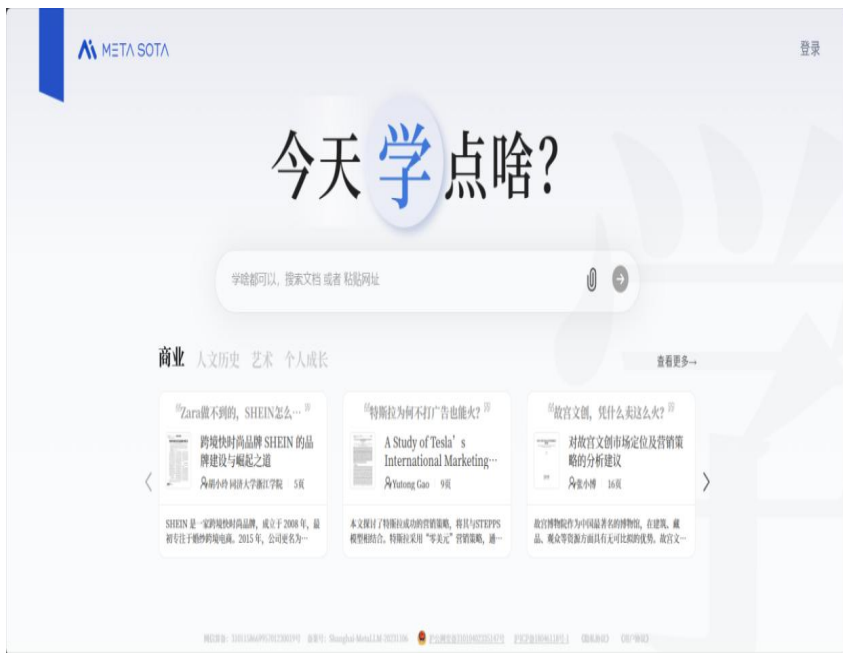 META SOTA
登录
今天学点啥?
学啥都可以，搜索文档 或者 粘贴网址
商业 人文历史 艺术 个人成长
查看更多→
"Zara做不到的，SHEIN怎么…"
跨境快时尚品牌 SHEIN 的品
牌建设与崛起之道
胡小玲 同济大学浙江学院 5页
SHEIN 是一家跨境快时尚品牌，成立于 2008 年，最
初专注于婚纱跨境电商。2015 年，公司更名为…
"特斯拉为何不打广告也能火?"
A Study of Tesla's
International Marketing…
Yutong Gao 9页
本文探讨了特斯拉成功的营销策略，将其与STEPPS
模型相结合。特斯拉采用“零美元”营销策略，通…
"故宫文创，凭什么卖这么火?"
对故宫文创市场定位及营销策
略的分析建议
张小博 16页
故宫博物院作为中国最著名的博物馆，在建筑、藏
品、观众等资源方面具有无可比拟的优势。故宫文…
学